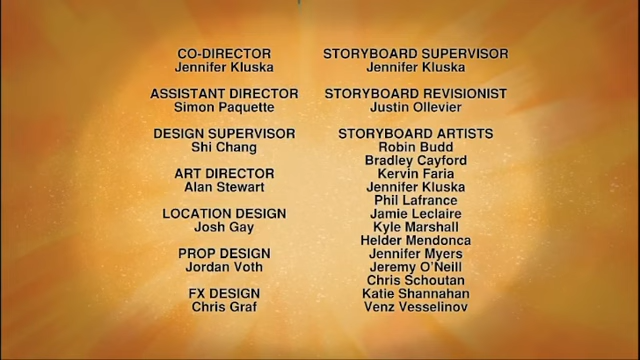 CO-DIRECTOR
Jennifer Kluska
ASSISTANT DIRECTOR
Simon Paquette
DESIGN SUPERVISOR
Shi Chang
ART DIRECTOR
Alan Stewart
LOCATION DESIGN
Josh Gay
PROP DESIGN
Jordan Voth
FX DESIGN
Chris Graf
STORYBOARD SUPERVISOR
Jennifer Kluska
STORYBOARD REVISIONIST
Justin Ollevier
STORYBOARD ARTISTS
Robin Budd
Bradley Cayford
Kervin Faria
Jennifer Kluska
Phil Lafrance
Jamie Leclaire
Kyle Marshall
Helder Mendonca
Jennifer Myers
Jeremy O'Neill
Chris Schoutan
Katie Shannahan
Venz Vesselinov